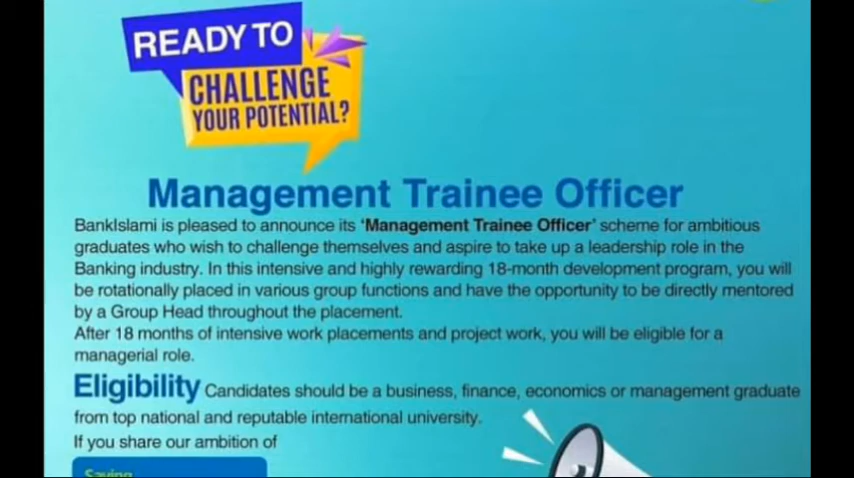 READY TO
CHALLENGE
YOUR POTENTIAL?
Management Trainee Officer
BankIslami is pleased to announce its 'Management Trainee Officer' scheme for ambitious
graduates who wish to challenge themselves and aspire to take up a leadership role in the
Banking industry. In this intensive and highly rewarding 18-month development program, you will
be rotationally placed in various group functions and have the opportunity to be directly mentored
by a Group Head throughout the placement.
After 18 months of intensive work placements and project work, you will be eligible for a
managerial role.
Eligibility Candidates should be a business, finance, economics or management graduate
from top national and reputable international university.
If you share our ambition of
Saving